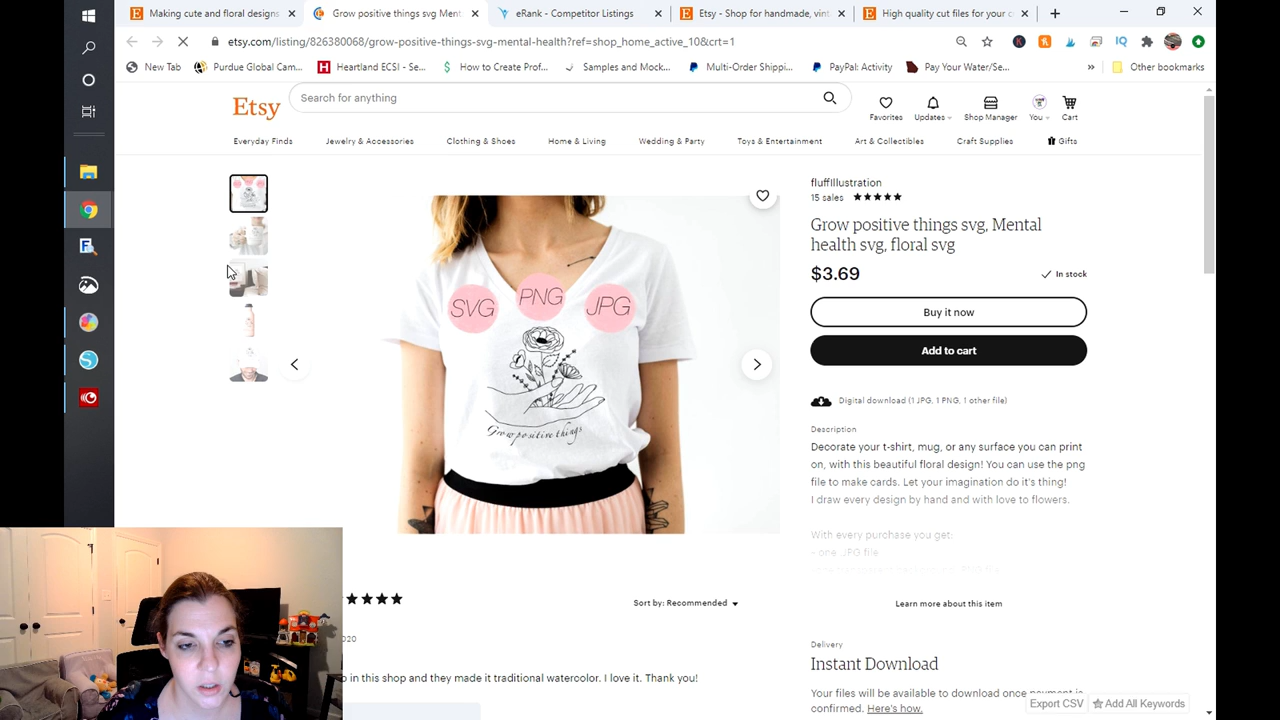 Making cute and floral designs
Grow positive things svg Ment
eRank - Competitor Listings
Etsy - Shop for handmade, vint
High quality cut files for your c
etsy.com/listing/826380068/grow-positive-things-svg-mental-health?ref=shop_home_active_10&crt=1
New Tab
Purdue Global Cam...
Heartland ECSI - Se...
How to Create Prof...
Samples and Mock...
Multi-Order Shippi...
PayPal: Activity
Pay Your Water/Se...
Other bookmarks
Etsy
Search for anything
Favorites
Updates
Shop Manager
You
Cart
Everyday Finds
Jewelry & Accessories
Clothing & Shoes
Home & Living
Wedding & Party
Toys & Entertainment
Art & Collectibles
Craft Supplies
Gifts
SVG
PNG
JPG
Grow positive things
fluffIllustration
15 sales
Grow positive things svg, Mental
health svg, floral svg
$3.69
In stock
Buy it now
Add to cart
Digital download (1 JPG, 1 PNG, 1 other file)
Description
Decorate your t-shirt, mug, or any surface you can print
on, with this beautiful floral design! You can use the png
file to make cards. Let your imagination do it's thing!
I draw every design by hand and with love to flowers.
With every purchase you get:
- one .JPG file
Learn more about this item
Sort by: Recommended
020
o in this shop and they made it traditional watercolor. I love it. Thank you!
Delivery
Instant Download
Your files will be available to download once payment is
confirmed. Here's how.
Export CSV
Add All Keywords